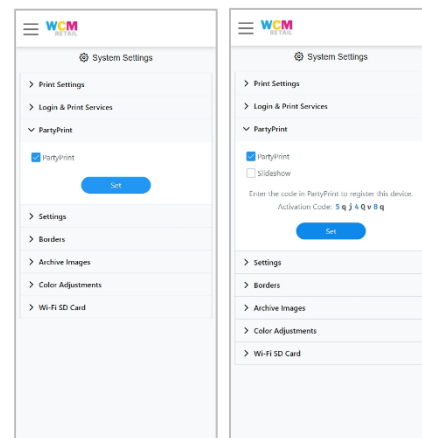 WCM
RETAIL
System Settings
Print Settings
Login & Print Services
PartyPrint
PartyPrint
Set
Settings
Borders
Archive Images
Color Adjustments
Wi-Fi SD Card
WCM
RETAIL
System Settings
Print Settings
Login & Print Services
PartyPrint
PartyPrint
Slideshow
Enter the code in PartyPrint to register this device.
Activation Code: 5 q j 4 Q v 8 q
Set
Settings
Borders
Archive Images
Color Adjustments
Wi-Fi SD Card